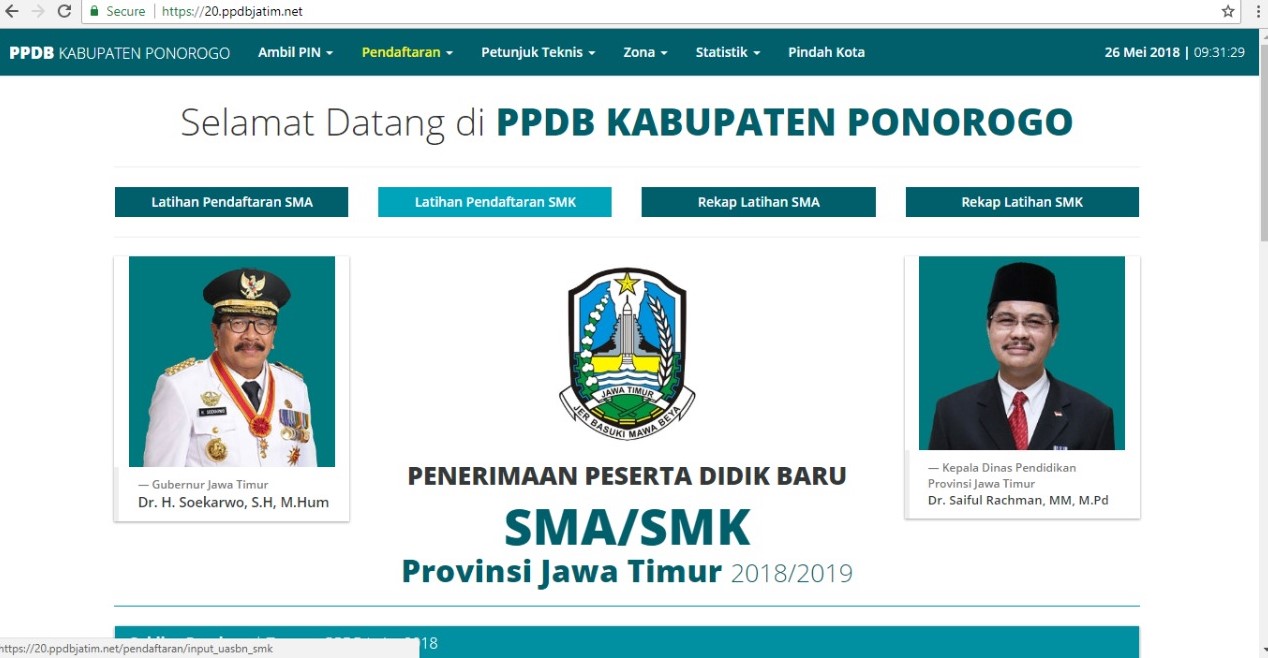 Secure
https://20.ppdbjatim.net
PPDB KABUPATEN PONOROGO
Ambil PIN
Pendaftaran
Petunjuk Teknis
Zona
Statistik
Pindah Kota
26 Mei 2018 | 09:31:29
Selamat Datang di PPDB KABUPATEN PONOROGO
Latihan Pendaftaran SMA
Latihan Pendaftaran SMK
Rekap Latihan SMA
Rekap Latihan SMK
JAWA TIMUR
JER BASUKI MAWA BEYA
— Gubernur Jawa Timur
Dr. H. Soekarwo, S.H, M.Hum
PENERIMAAN PESERTA DIDIK BARU
SMA/SMK
Provinsi Jawa Timur 2018/2019
— Kepala Dinas Pendidikan
Provinsi Jawa Timur
Dr. Saiful Rachman, MM, M.Pd
18
https://20.ppdbjatim.net/pendaftaran/input_uasbn_smk